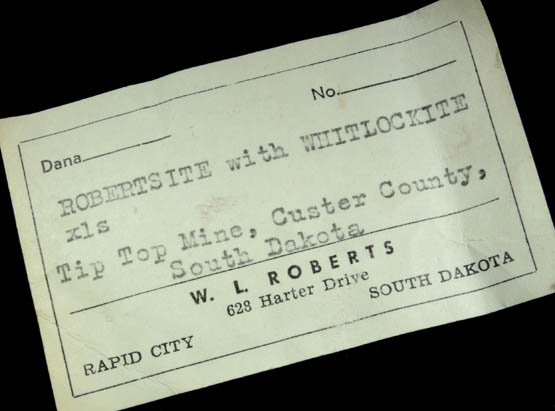 No.
Dana
ROBERTSITE with WHITLOCKITE
xls
Tip Top Mine, Custer County,
South Dakota
W. L. ROBERTS
628 Harter Drive
RAPID CITY SOUTH DAKOTA